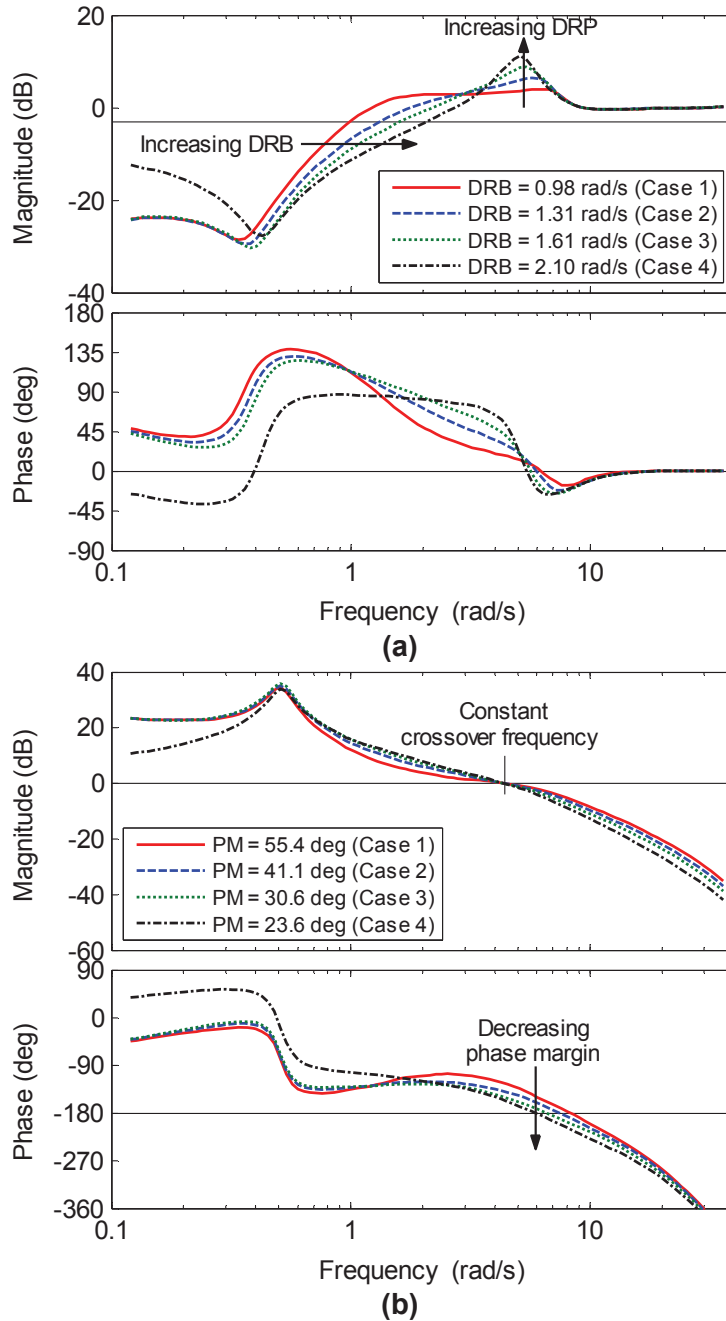 Increasing DRP
20
0
-20
-40
Magnitude (dB)
Increasing DRB
DRB = 0.98 rad/s (Case 1)
DRB = 1.31 rad/s (Case 2)
DRB = 1.61 rad/s (Case 3)
DRB = 2.10 rad/s (Case 4)
180
135
90
45
0
-45
-90
Phase (deg)
0.1
1
10
Frequency (rad/s)
(a)
40
20
0
-20
-40
-60
Magnitude (dB)
Constant
crossover frequency
PM = 55.4 deg (Case 1)
PM = 41.1 deg (Case 2)
PM = 30.6 deg (Case 3)
PM = 23.6 deg (Case 4)
90
0
-90
-180
-270
-360
Phase (deg)
Decreasing
phase margin
0.1
1
10
Frequency (rad/s)
(b)